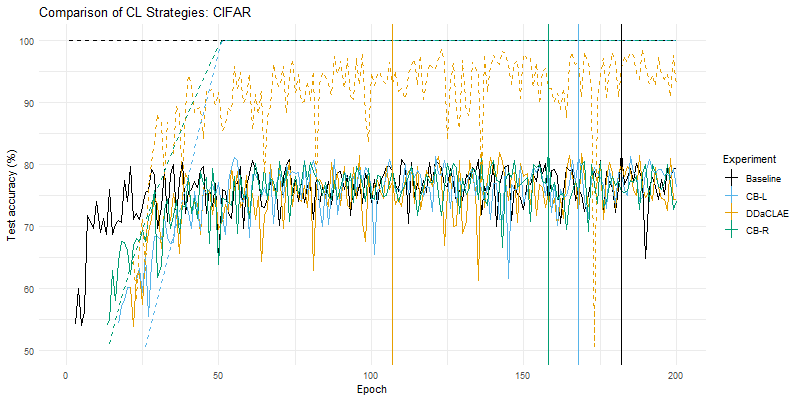 Comparison of CL Strategies: CIFAR
Test accuracy (%)
100
90
80
70
60
50
0
50
100
150
200
Epoch
Experiment
Baseline
CB-L
DDaCLAE
CB-R